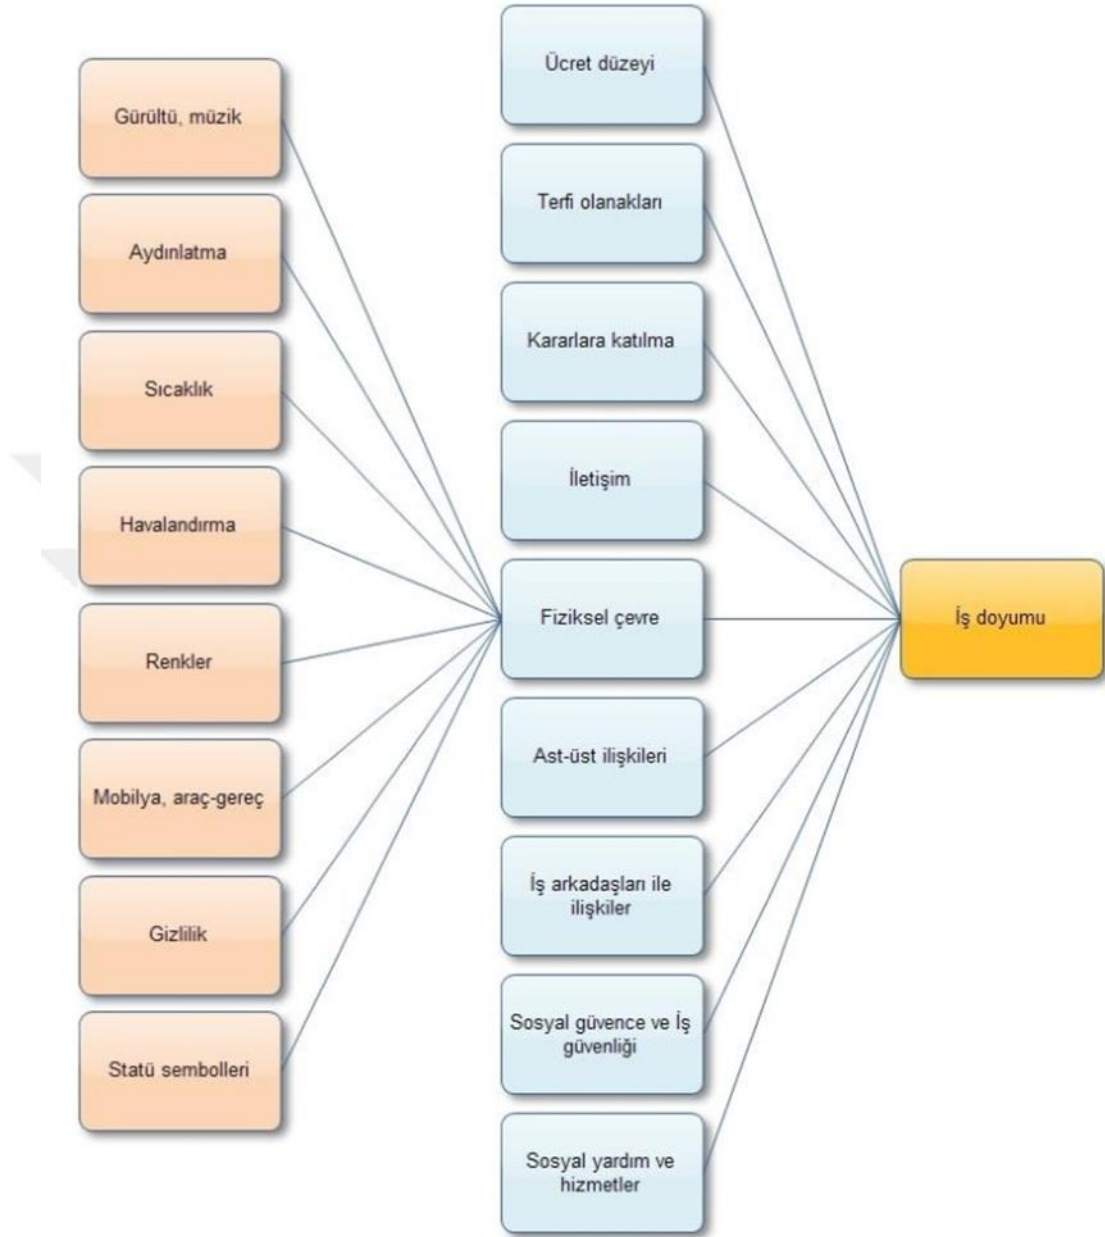 Gürültü, müzik
Aydınlatma
Sıcaklık
Havalandırma
Renkler
Mobilya, araç-gereç
Gizlilik
Statü sembolleri
Ücret düzeyi
Terfi olanakları
Kararlara katılma
İletişim
Fiziksel çevre
Ast-üst ilişkileri
İş arkadaşları ile
ilişkiler
Sosyal güvence ve İş
güvenliği
Sosyal yardım ve
hizmetler
İş doyumu